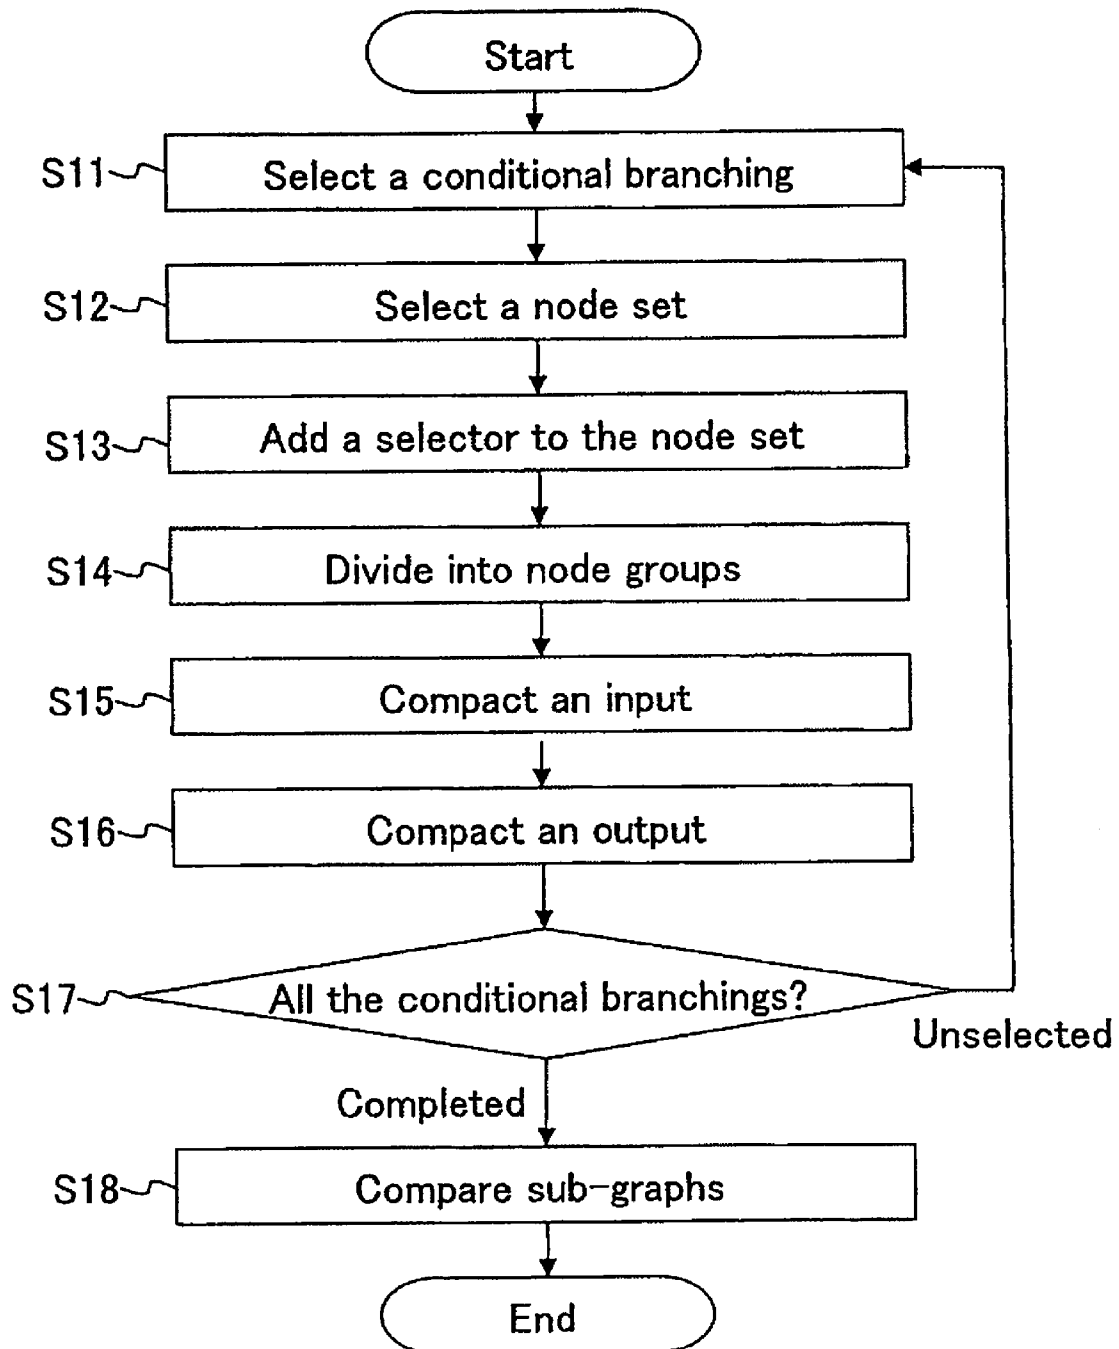 Start
S11
Select a conditional branching
S12
Select a node set
S13
Add a selector to the node set
S14
Divide into node groups
S15
Compact an input
S16
Compact an output
S17
All the conditional branchings?
Unselected
Completed
S18
Compare sub-graphs
End